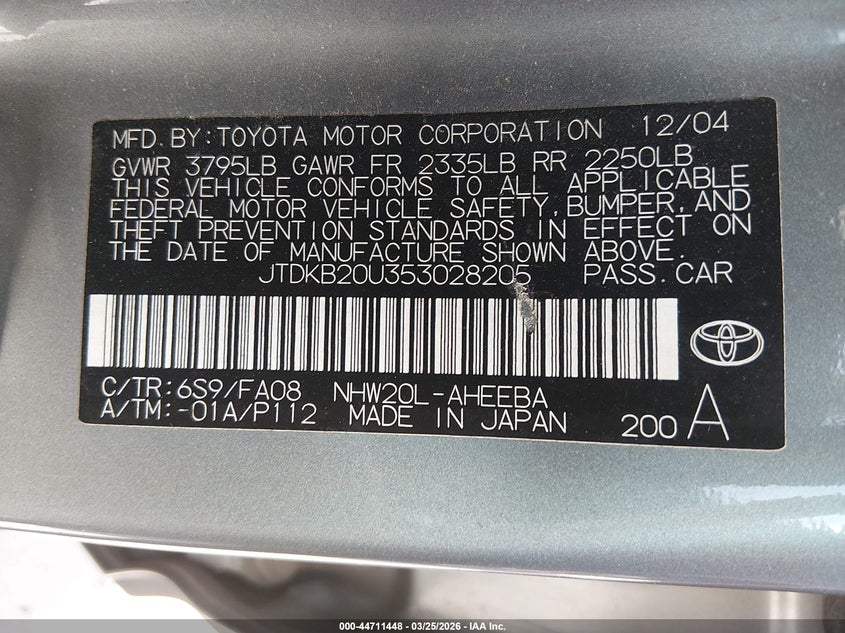 MFD.BY:TOYOTA MOTOR CORPORATION 12/04
GVWR 3795LB GAWR FR 2335LB RR 2250LB
THIS VEHICLE CONFORMS TO ALL APPLICABLE
FEDERAL MOTOR VEHICLE SAFETY,BUMPER,AND
THEFT PREVENTION STANDARDS IN EFFECT ON
THE DATE OF MANUFACTURE SHOWN ABOVE.
JTDKB20U353028205 PASS.CAR
C/TR:6S9/FA08 NHW20L-AHEEBA
A/TM:-01A/P112 MADE IN JAPAN 200 A
000-44711448 - 03/25/2026 - IAA Inc.